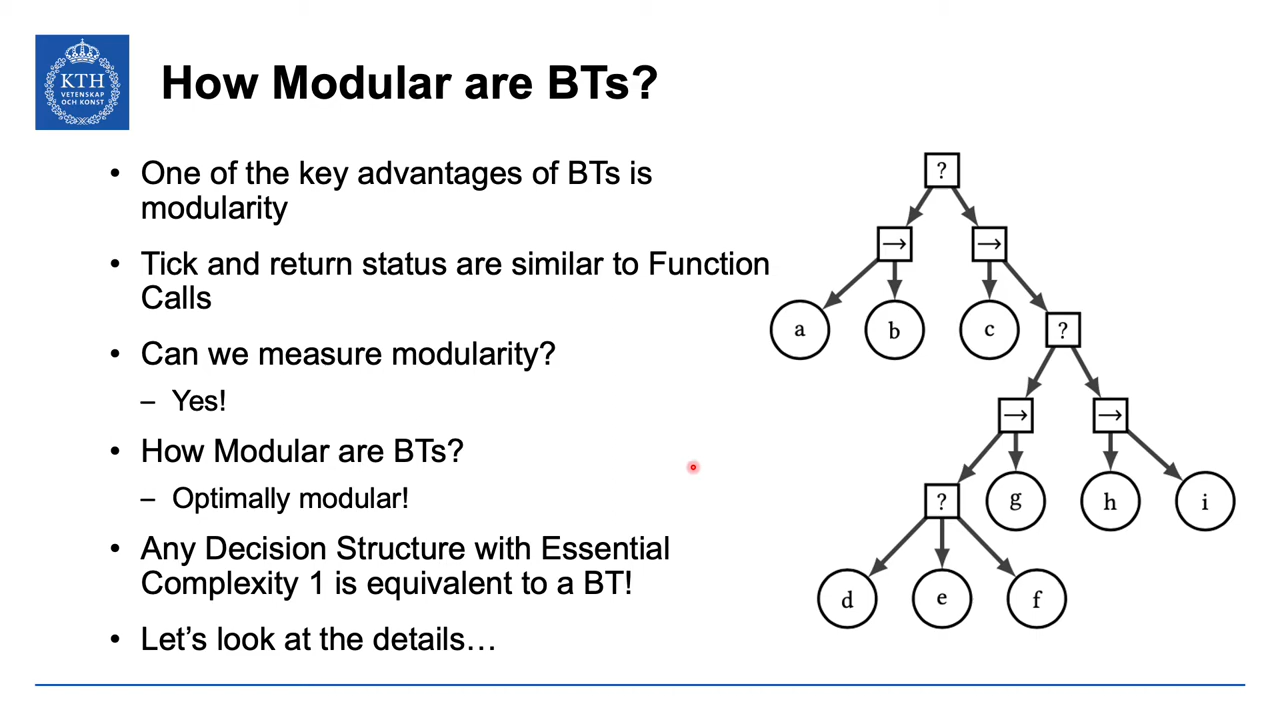 KTH
VETENSKAP
OCH KONST
How Modular are BTs?
• One of the key advantages of BTs is
modularity
• Tick and return status are similar to Function
Calls
• Can we measure modularity?
– Yes!
• How Modular are BTs?
– Optimally modular!
• Any Decision Structure with Essential
Complexity 1 is equivalent to a BT!
• Let’s look at the details…
?
→ →
a b c ?
→ →
? g h i
d e f